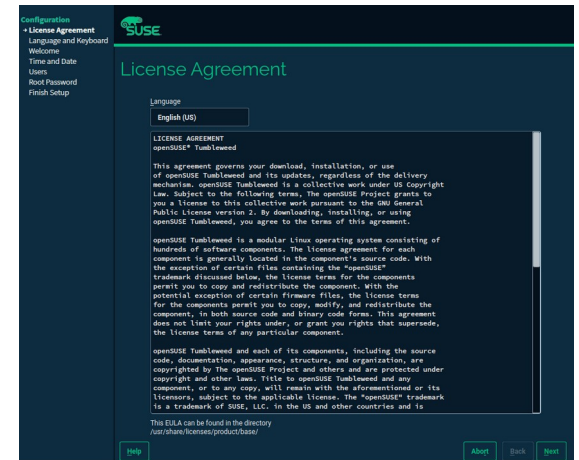 Configuration
License Agreement
Language and Keyboard
Welcome
Time and Date
Users
Root Password
Finish Setup
SUSE
License Agreement
Language
English (US)
LICENSE AGREEMENT
openSUSE® Tumbleweed
This agreement governs your download, installation, or use
of openSUSE Tumbleweed and its updates, regardless of the delivery
mechanism. openSUSE Tumbleweed is a collective work under US Copyright
Law. Subject to the following terms, The openSUSE Project grants to
you a license to this collective work pursuant to the GNU General
Public License version 2. By downloading, installing, or using
openSUSE Tumbleweed, you agree to the terms of this agreement.
openSUSE Tumbleweed is a modular Linux operating system consisting of
hundreds of software components. The license agreement for each
component is generally located in the component's source code. With
the exception of certain files containing the "openSUSE"
trademark discussed below, the license terms for the components
permit you to copy and redistribute the component. With the
potential exception of certain firmware files, the license terms
for the components permit you to copy, modify, and redistribute the
component, in both source code and binary code forms. This agreement
does not limit your rights under, or grant you rights that supersede,
the license terms of any particular component.
openSUSE Tumbleweed and each of its components, including the source
code, documentation, appearance, structure, and organization, are
copyrighted by The openSUSE Project and others and are protected under
copyright and other laws. Title to openSUSE Tumbleweed and any
component, or to any copy, will remain with the aforementioned or its
licensors, subject to the applicable license. The "openSUSE" trademark
is a trademark of SUSE, LLC. in the US and other countries and is
This EULA can be found in the directory
/usr/share/licenses/product/base/
Help
Abort
Back
Next